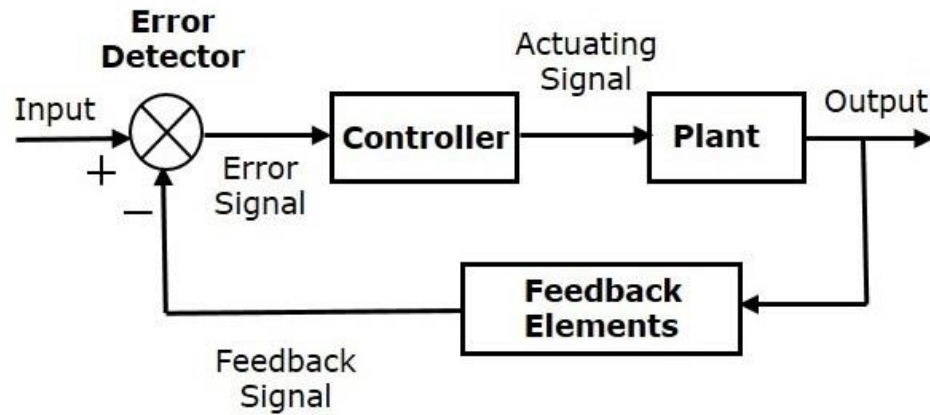 Error
Detector
Input
+
−
Error
Signal
Controller
Actuating
Signal
Plant
Output
Feedback
Elements
Feedback
Signal